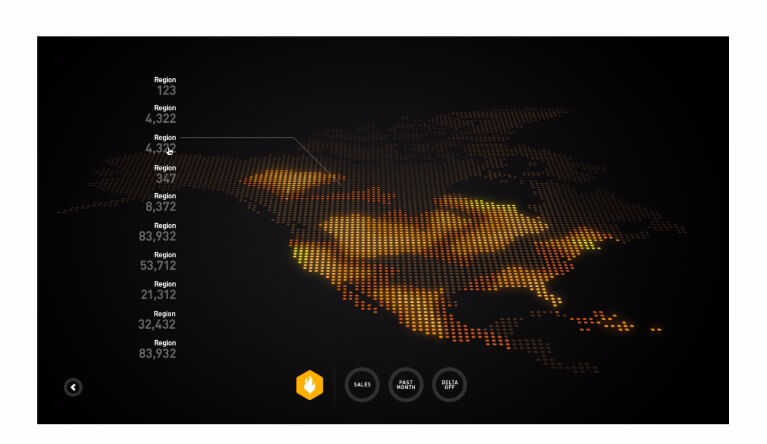 Region
123
Region
4,322
Region
4,322
Region
347
Region
8,372
Region
83,932
Region
53,712
Region
21,312
Region
32,432
Region
83,932
SALES
PAST
MONTH
DELTA
OFF